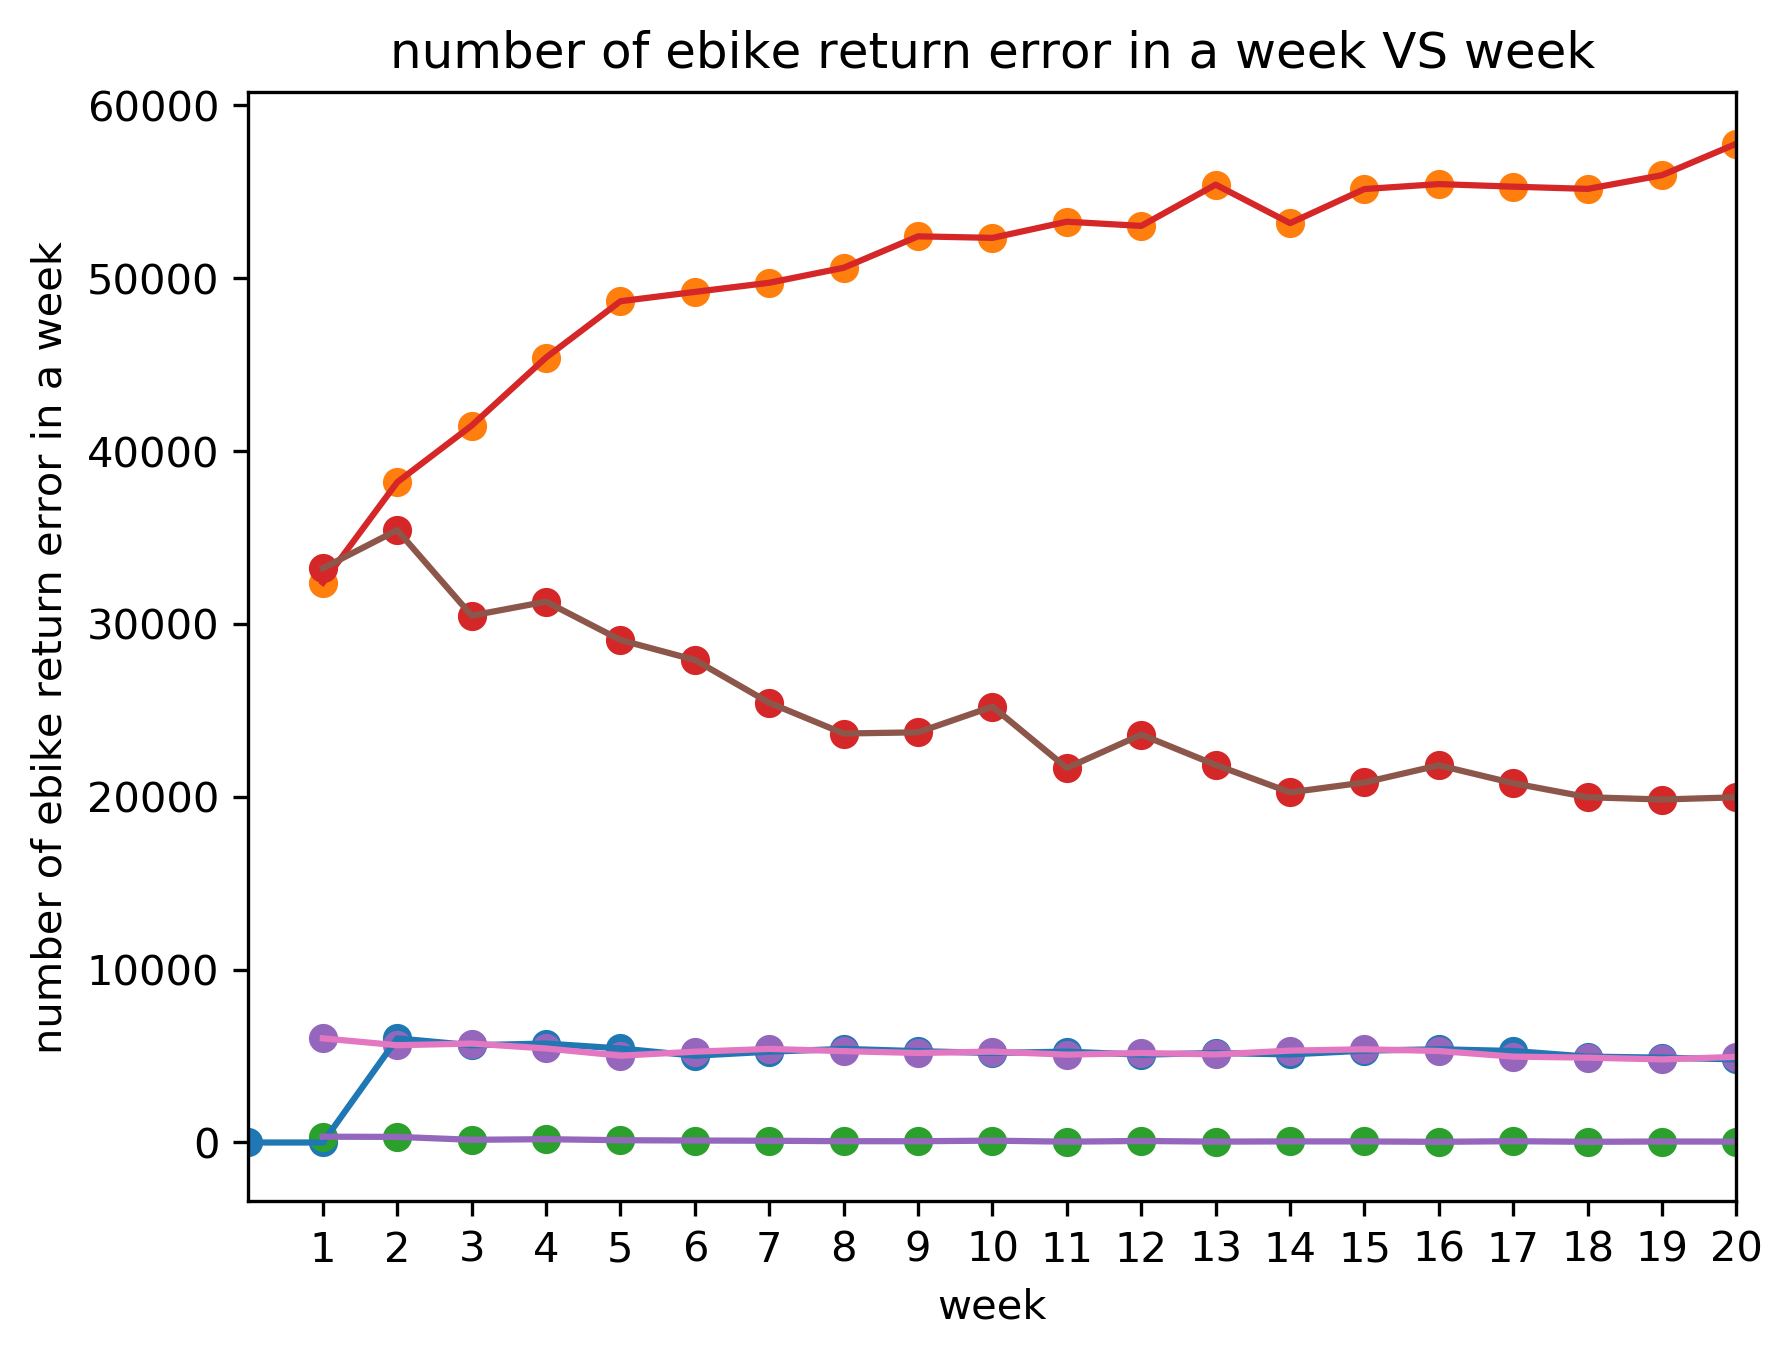 number of ebike return error in a week VS week
number of ebike return error in a week
60000
50000
40000
30000
20000
10000
0
1 2 3 4 5 6 7 8 9 10 11 12 13 14 15 16 17 18 19 20
week